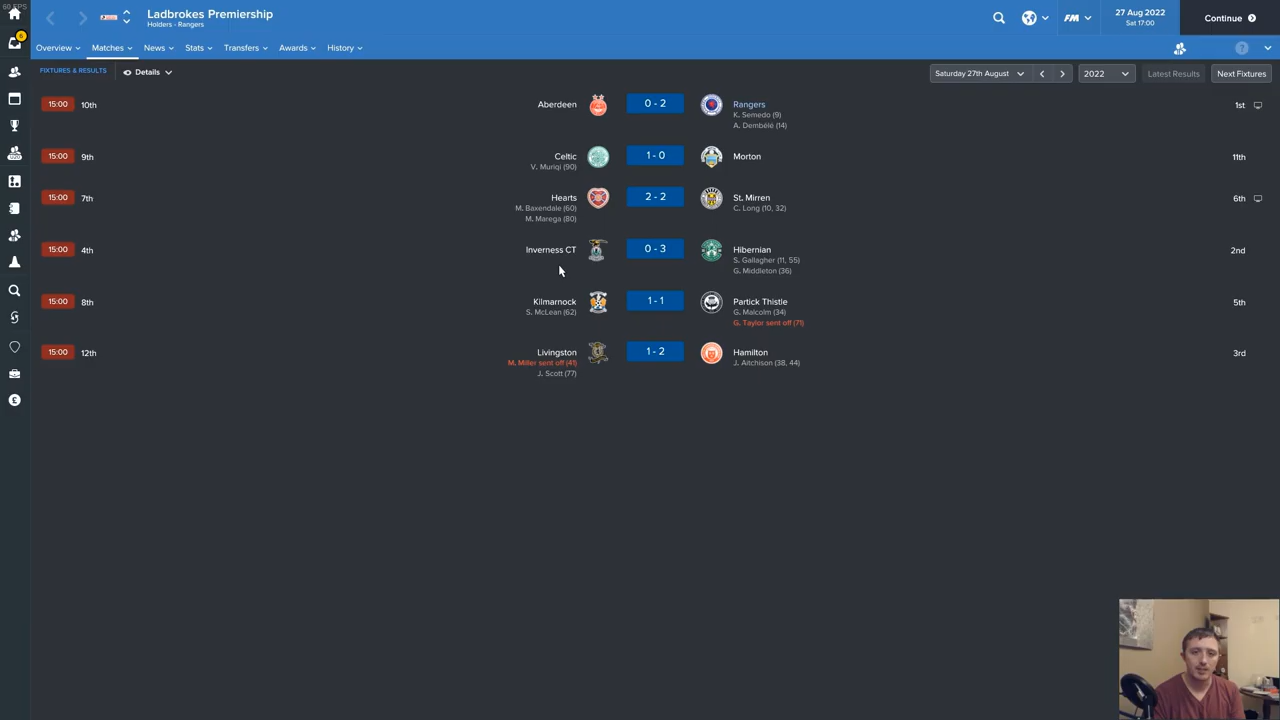 60 FPS
Ladbrokes Premiership
Holders - Rangers
27 Aug 2022
Sat 17:00
FM
Continue
6
Overview Matches News Stats Transfers Awards History
FIXTURES & RESULTS Details
Saturday 27th August 2022 Latest Results Next Fixtures
15:00 10th Aberdeen 0 - 2 Rangers 1st
K. Semedo (9)
A. Dembélé (14)
15:00 9th Celtic 1 - 0 Morton 11th
V. Muriqi (90)
15:00 7th Hearts 2 - 2 St. Mirren 6th
M. Baxendale (60) C. Long (10, 32)
M. Marega (80)
15:00 4th Inverness CT 0 - 3 Hibernian 2nd
S. Gallagher (11, 55)
G. Middleton (36)
15:00 8th Kilmarnock 1 - 1 Partick Thistle 5th
S. McLean (62) G. Malcolm (34)
G. Taylor sent off (71)
15:00 12th Livingston 1 - 2 Hamilton 3rd
M. Miller sent off (41) J. Aitchison (38, 44)
J. Scott (77)